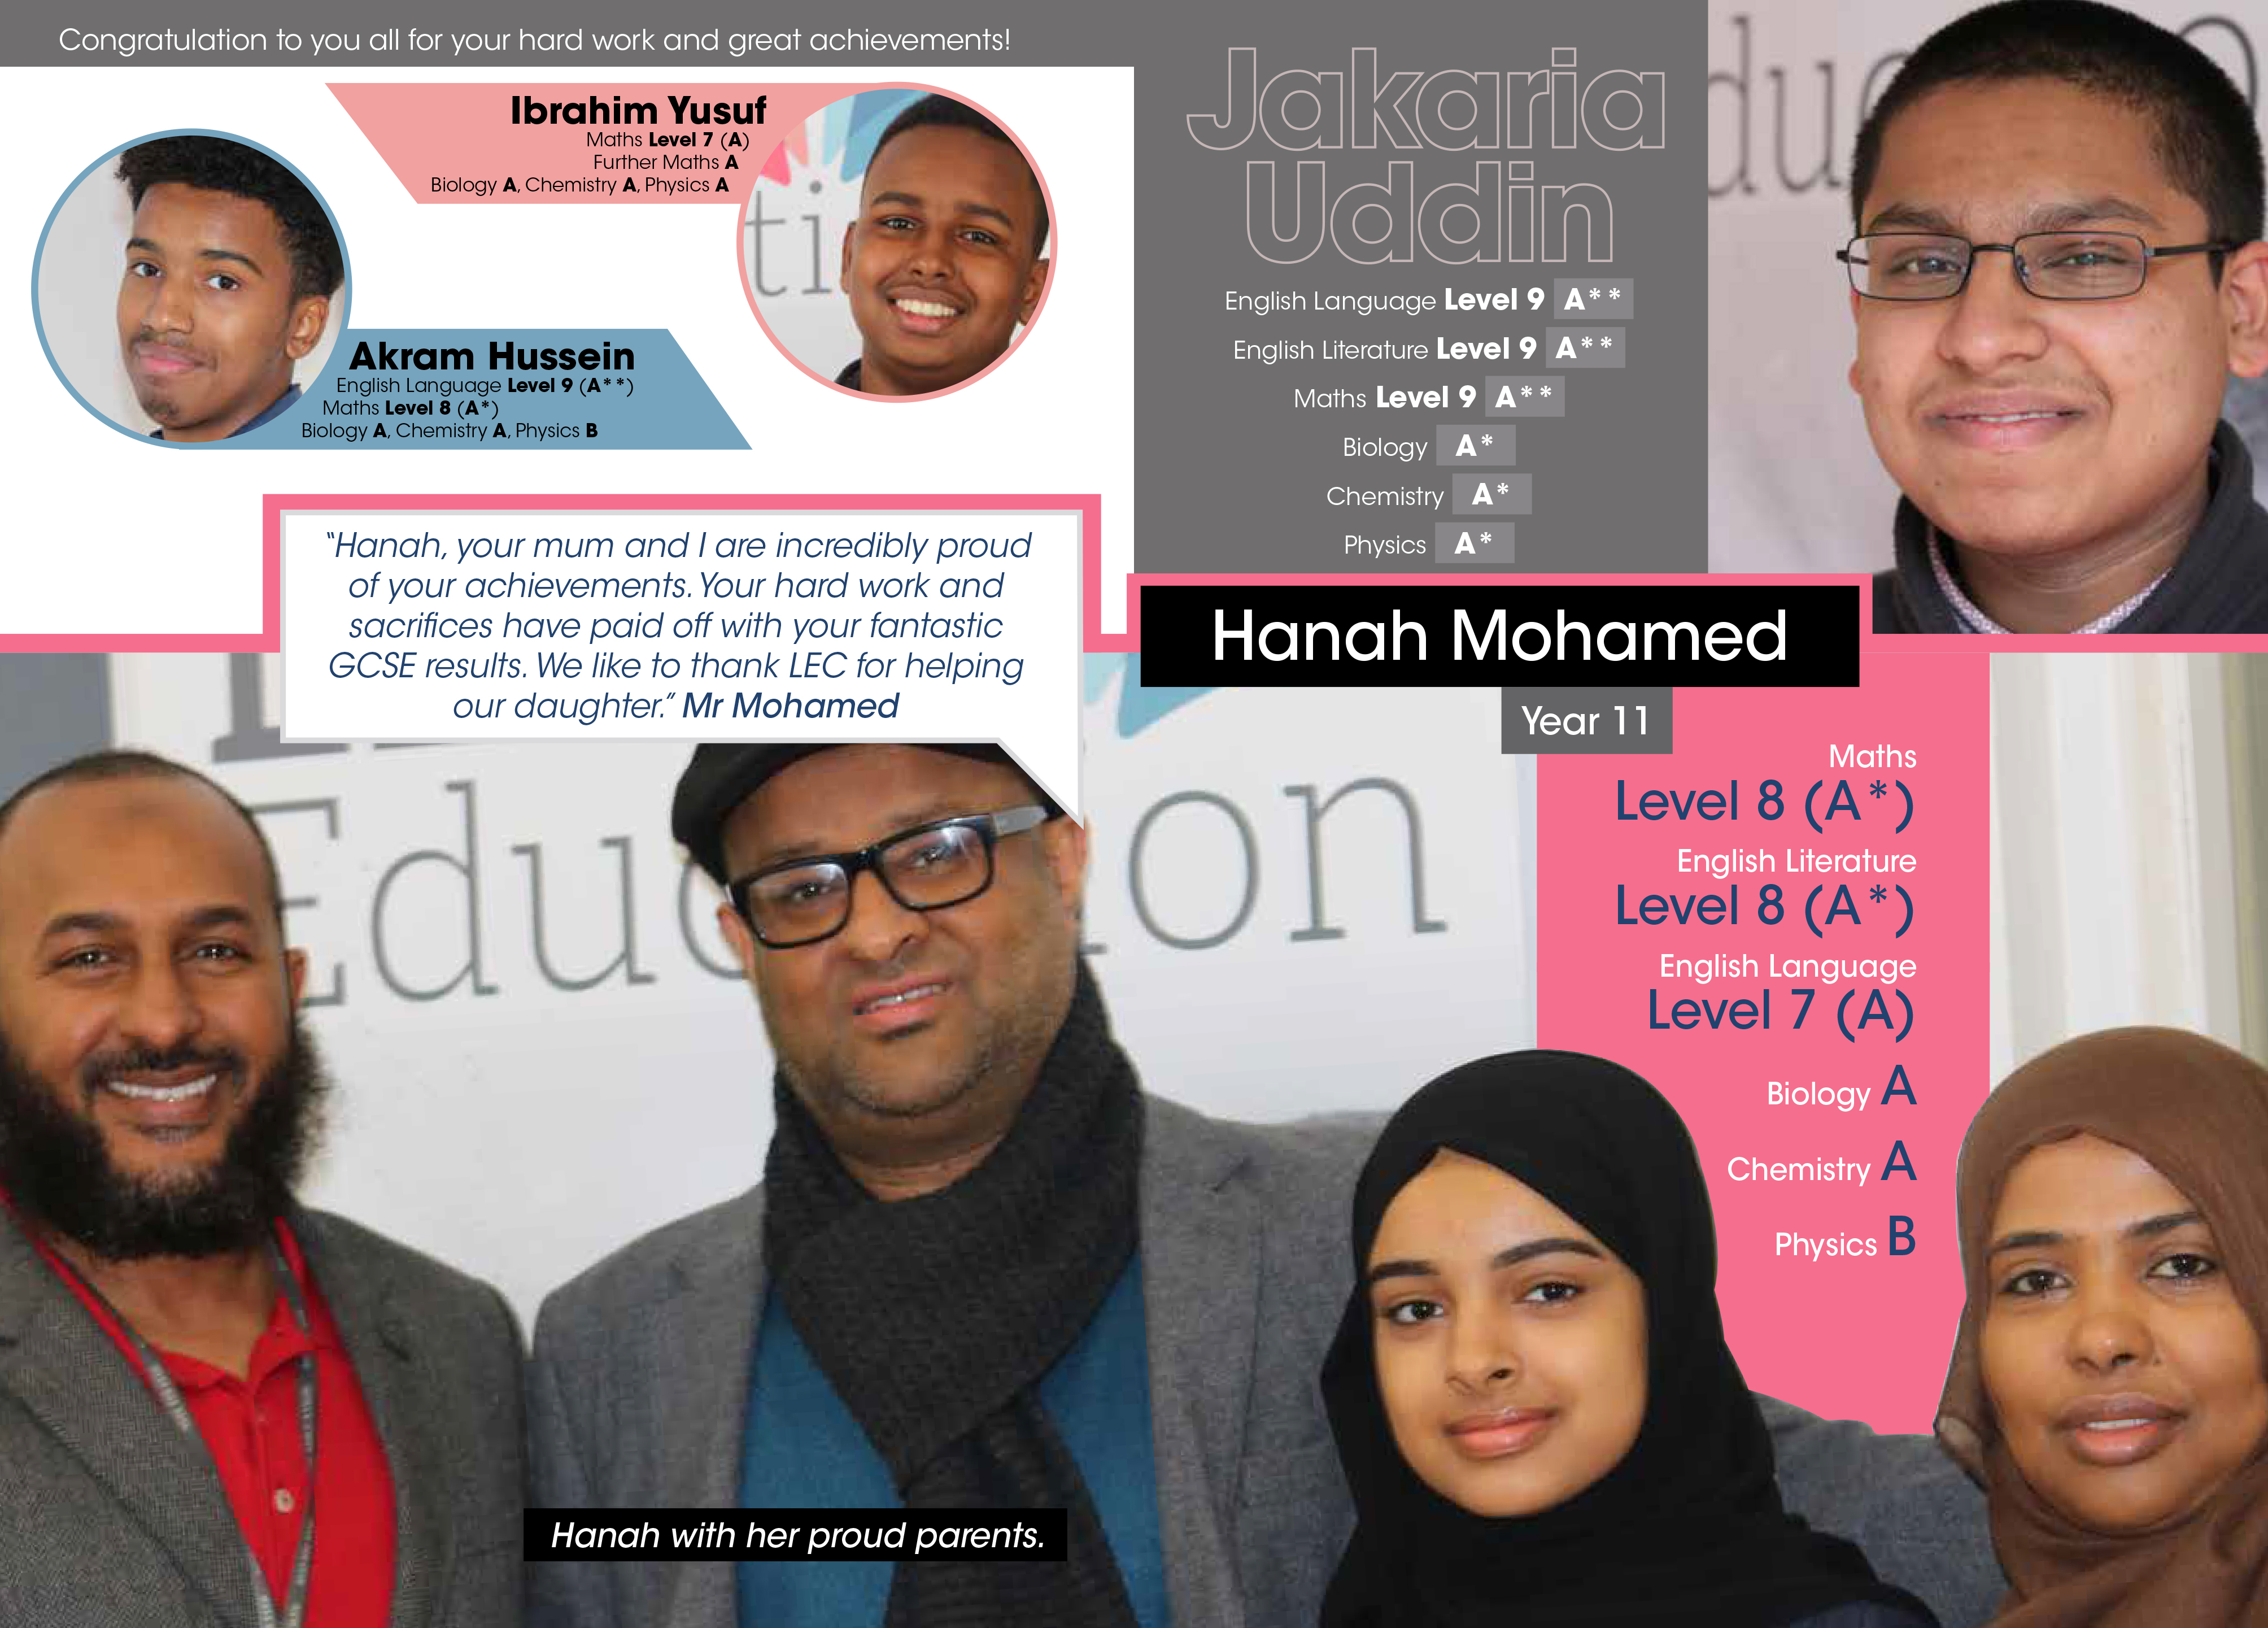 Congratulation to you all for your hard work and great achievements!
Ibrahim Yusuf
Maths Level 7 (A)
Further Maths A
Biology A, Chemistry A, Physics A
ti
Akram Hussein
English Language Level 9 (A**)
Maths Level 8 (A*)
Biology A, Chemistry A, Physics B
Jakaria
Uddin
English Language Level 9 A**
English Literature Level 9 A**
Maths Level 9 A**
Biology A*
Chemistry A*
Physics A*
du
"Hanah, your mum and I are incredibly proud
of your achievements. Your hard work and
sacrifices have paid off with your fantastic
GCSE results. We like to thank LEC for helping
our daughter." Mr Mohamed
Hanah Mohamed
Year 11
Maths
Level 8 (A*)
English Literature
Level 8 (A*)
English Language
Level 7 (A)
Biology A
Chemistry A
Physics B
Edu on
Hanah with her proud parents.